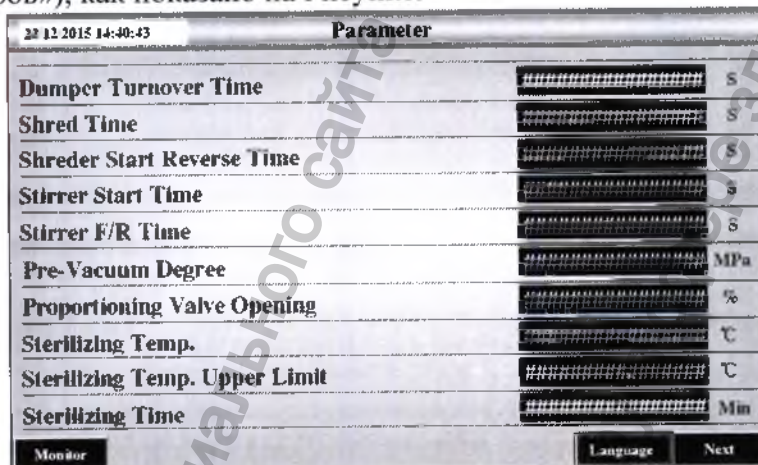 22 12 2015 14:40:43 Parameter
Dumper Turnover Time S
Shred Time S
Shreder Start Reverse Time S
Stirrer Start Time s
Stirrer F/R Time S
Pre-Vacuum Degree MPa
Proportioning Valve Opening %
Sterilizing Temp. ℃
Sterilizing Temp. Upper Limit ℃
Sterilizing Time Min
Monitor Language Next
сайта